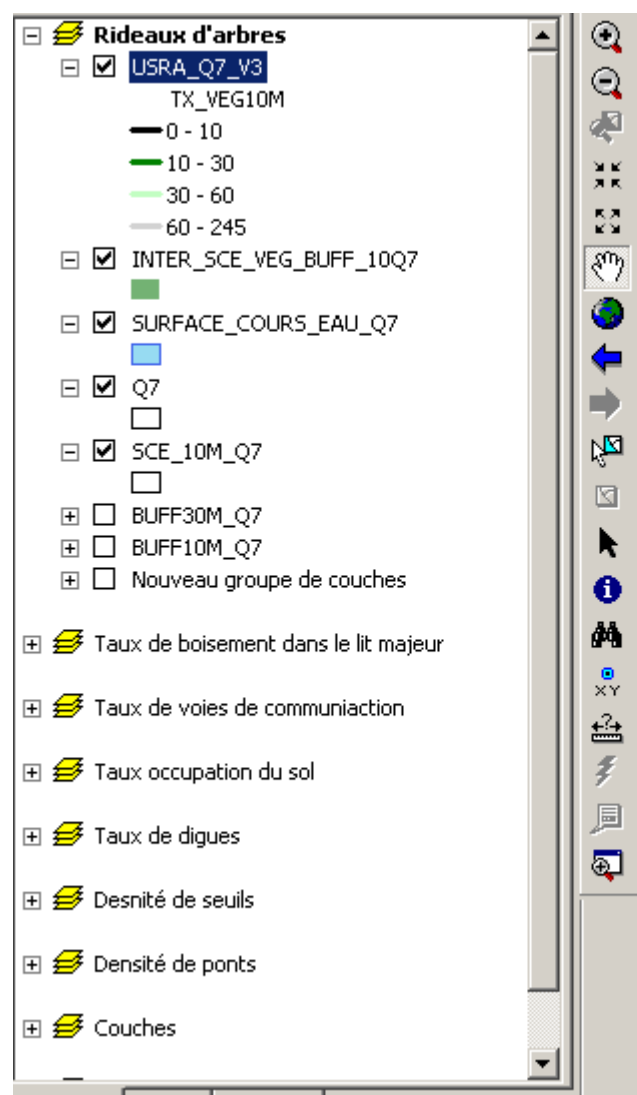 Rideaux d'arbres
USRA_Q7_V3
TX_VEG10M
0 - 10
10 - 30
30 - 60
60 - 245
INTER_SCE_VEG_BUFF_10Q7
SURFACE_COURS_EAU_Q7
Q7
SCE_10M_Q7
BUFF30M_Q7
BUFF10M_Q7
Nouveau groupe de couches
Taux de boisement dans le lit majeur
Taux de voies de communiaction
XY
Taux occupation du sol
Taux de digues
Desnité de seuils
Densité de ponts
Couches